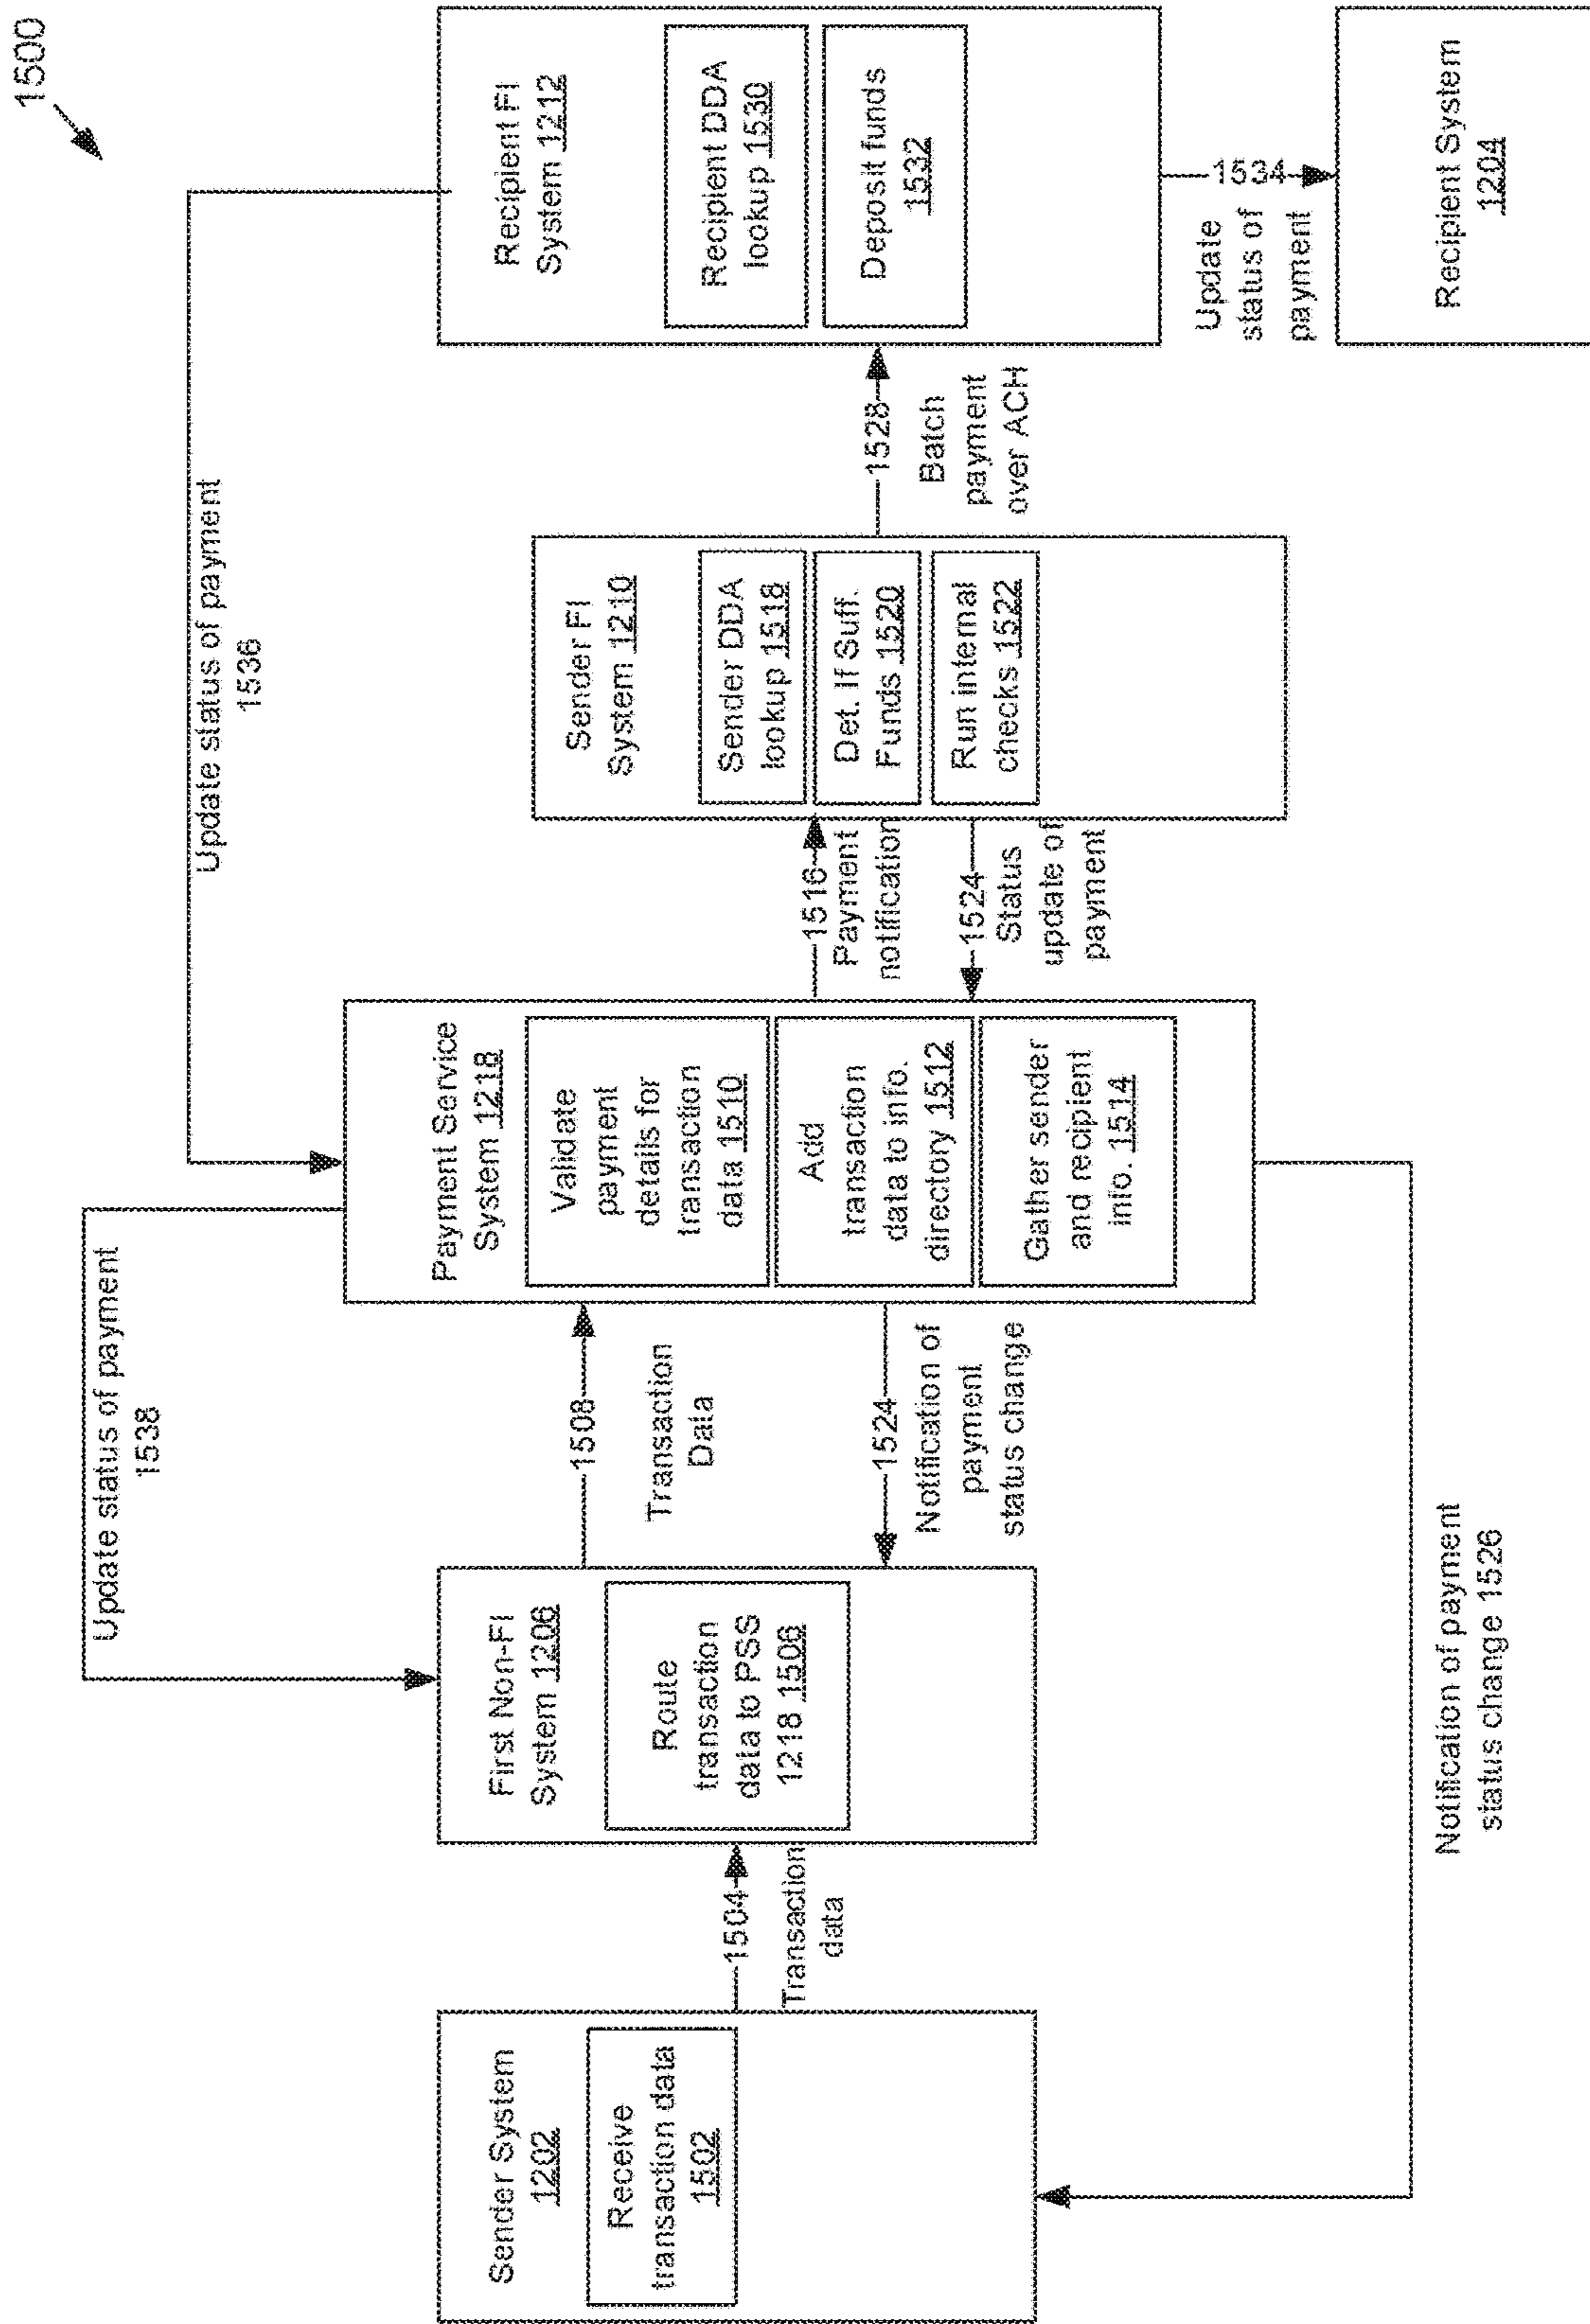 1500
Update status of payment
1538
Update status of payment
1536
Sender System
1202
Receive
transaction data
1502
1504
Transaction
data
First Non-FI
System 1206
Route
transaction
data to PSS
1218 1506
1508
Transaction
Data
1524
Notification of
payment
status change
Payment Service
System 1218
Validate
payment
details for
transaction
data 1510
Add
transaction
data to info.
directory 1512
Gather sender
and recipient
info. 1514
1516
Payment
notification
1524
Status
update of
payment
Sender FI
System 1210
Sender DDA
lookup 1518
Det. If Suff.
Funds 1520
Run internal
checks 1522
1528
Batch
payment
over ACH
Recipient FI
System 1212
Recipient DDA
lookup 1530
Deposit funds
1532
Update
status of
payment
1534
Recipient System
1204
Notification of payment
status change 1526